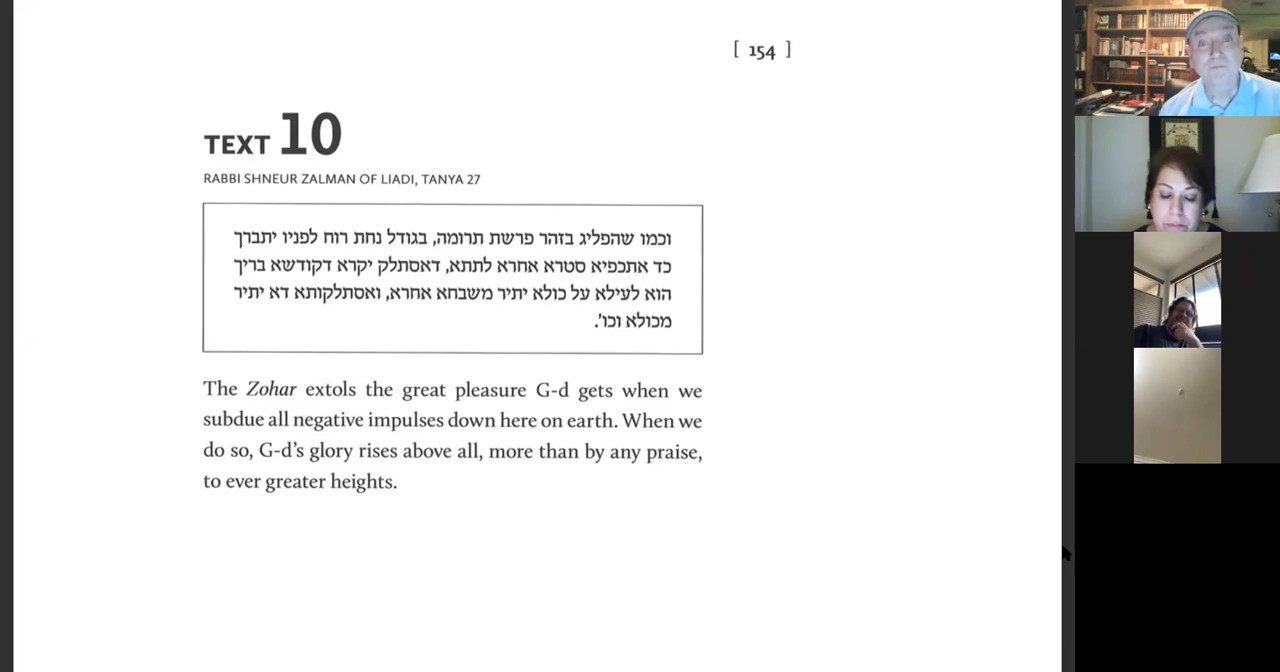 [ 154 ]
TEXT 10
RABBI SHNEUR ZALMAN OF LIADI, TANYA 27
וכמו שהפליג בזהר פרשת תרומה, בגודל נחת רוח לפניו יתברך
כד אתכפיא סטרא אחרא לתתא, דאסתלק יקרא דקודשא בריך
הוא לעילא על כולא יתיר משבחא אחרא, ואסתלקותא דא יתיר
מכולא וכו'.
The Zohar extols the great pleasure G-d gets when we
subdue all negative impulses down here on earth. When we
do so, G-d’s glory rises above all, more than by any praise,
to ever greater heights.